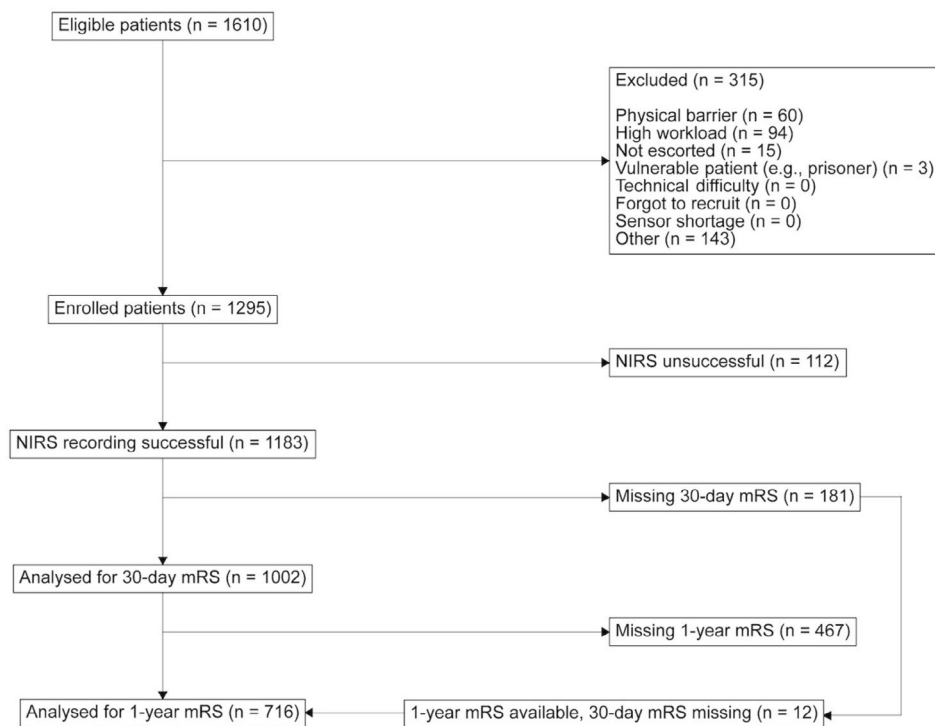 Eligible patients (n = 1610)
Excluded (n = 315)
Physical barrier (n = 60)
High workload (n = 94)
Not escorted (n = 15)
Vulnerable patient (e.g., prisoner) (n = 3)
Technical difficulty (n = 0)
Forgot to recruit (n = 0)
Sensor shortage (n = 0)
Other (n = 143)
Enrolled patients (n = 1295)
NIRS unsuccessful (n = 112)
NIRS recording successful (n = 1183)
Missing 30-day mRS (n = 181)
Analysed for 30-day mRS (n = 1002)
Missing 1-year mRS (n = 467)
Analysed for 1-year mRS (n = 716)
1-year mRS available, 30-day mRS missing (n = 12)